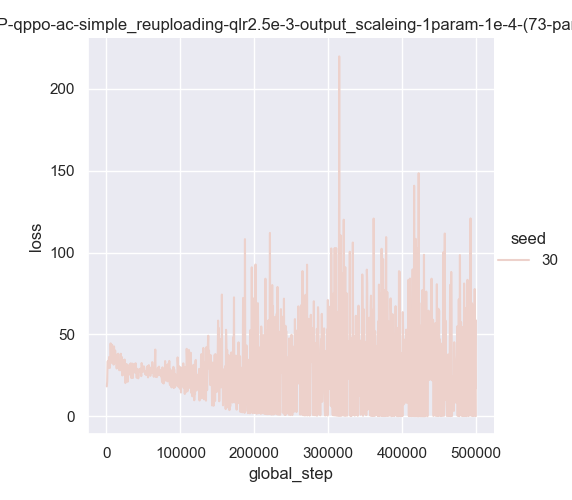 P-qppo-ac-simple_reuploading-qlr2.5e-3-output_scaleing-1param-1e-4-(73-par
200
150
100
50
0
loss
0 100000 200000 300000 400000 500000
global_step
seed
30